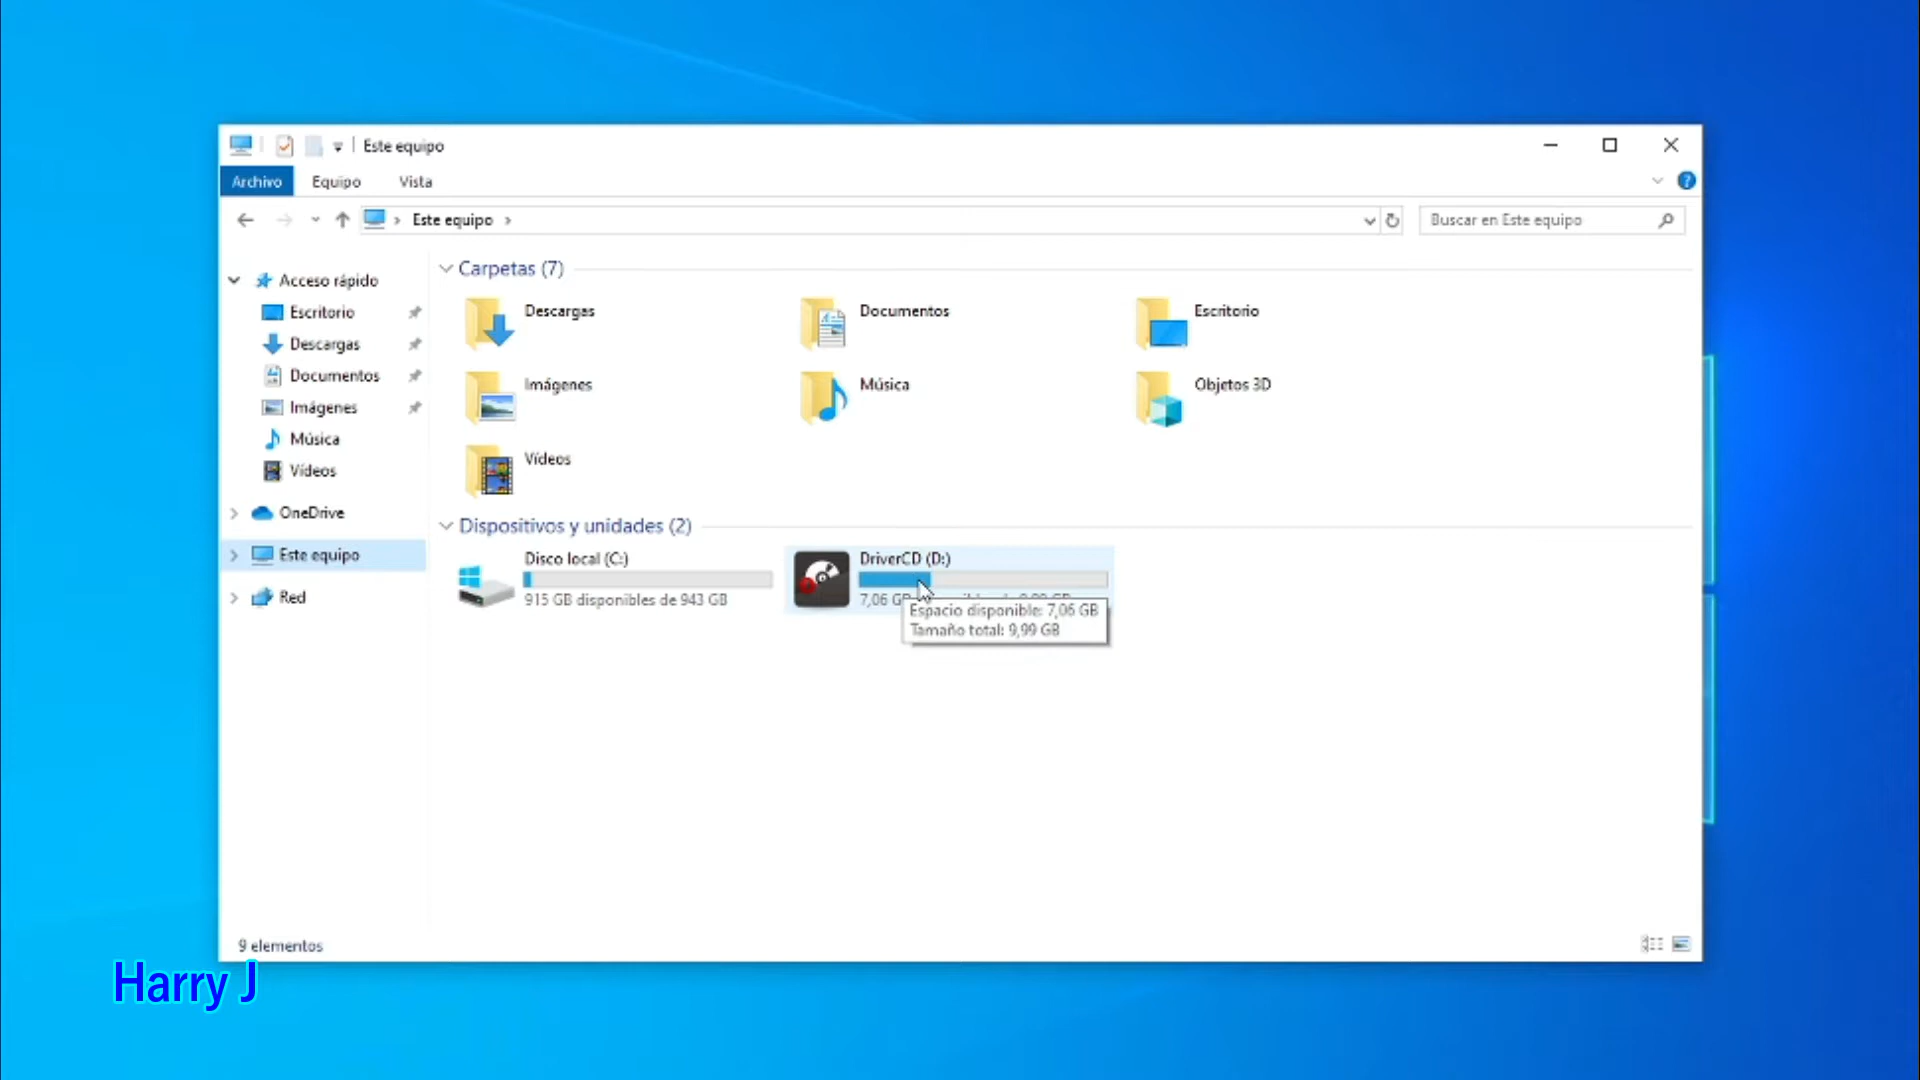 Este equipo
Archivo
Equipo
Vista
Este equipo
Buscar en Este equipo
Acceso rápido
Escritorio
Descargas
Documentos
Imágenes
Música
Vídeos
OneDrive
Este equipo
Red
Carpetas (7)
Descargas
Documentos
Escritorio
Imágenes
Música
Objetos 3D
Vídeos
Dispositivos y unidades (2)
Disco local (C:)
915 GB disponibles de 943 GB
DriverCD (D:)
7,06 GB
Espacio disponible: 7,06 GB
Tamaño total: 9,99 GB
9 elementos
Harry J